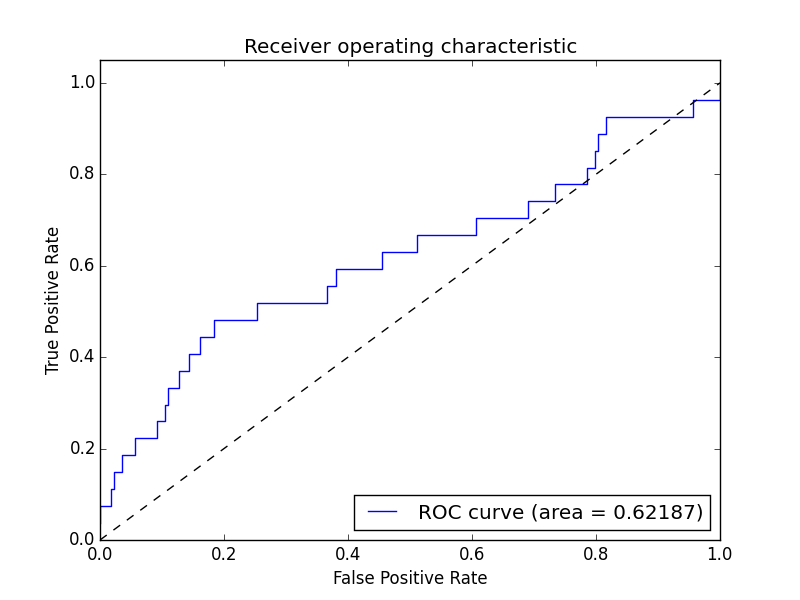 Receiver operating characteristic
1.0
0.8
0.6
0.4
0.2
0.0
True Positive Rate
ROC curve (area = 0.62187)
0.0 0.2 0.4 0.6 0.8 1.0
False Positive Rate